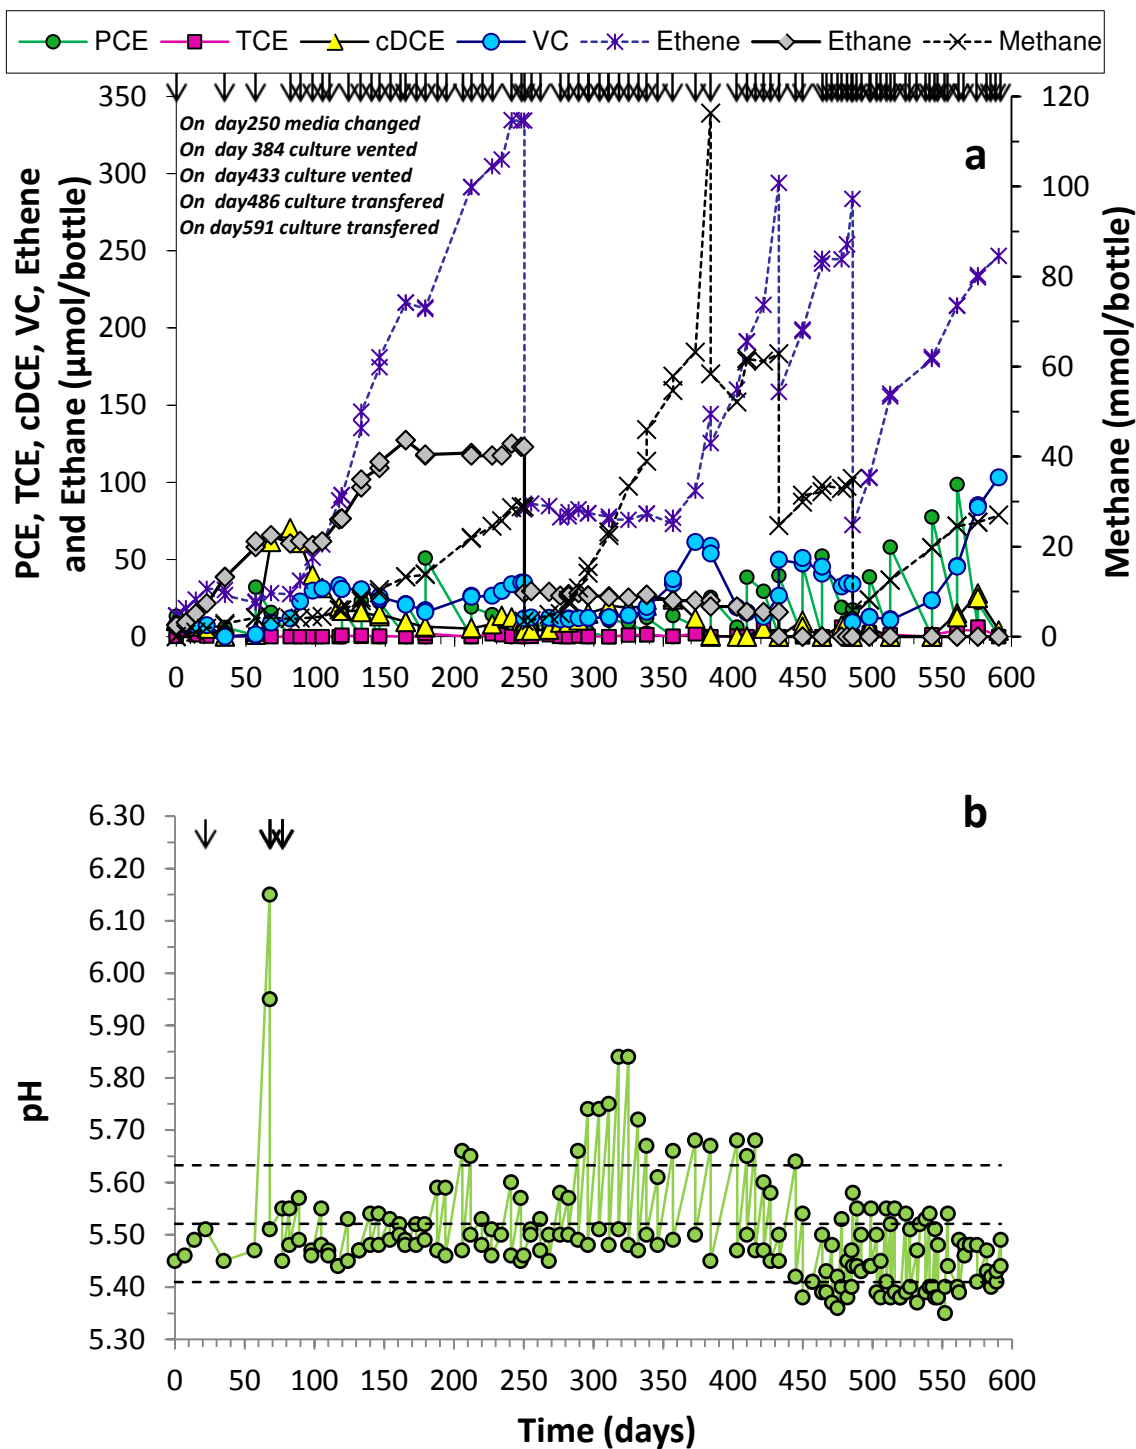 PCE TCE cDCE VC Ethene Ethane Methane
350
300
250
200
150
100
50
0
120
100
80
60
40
20
0
PCE, TCE, cDCE, VC, Ethene
and Ethane (µmol/bottle)
Methane (mmol/bottle)
On day250 media changed
On day 384 culture vented
On day433 culture vented
On day486 culture transfered
On day591 culture transfered
a
0 50 100 150 200 250 300 350 400 450 500 550 600
b
6.30
6.20
6.10
6.00
5.90
5.80
5.70
5.60
5.50
5.40
5.30
pH
0 50 100 150 200 250 300 350 400 450 500 550 600
Time (days)